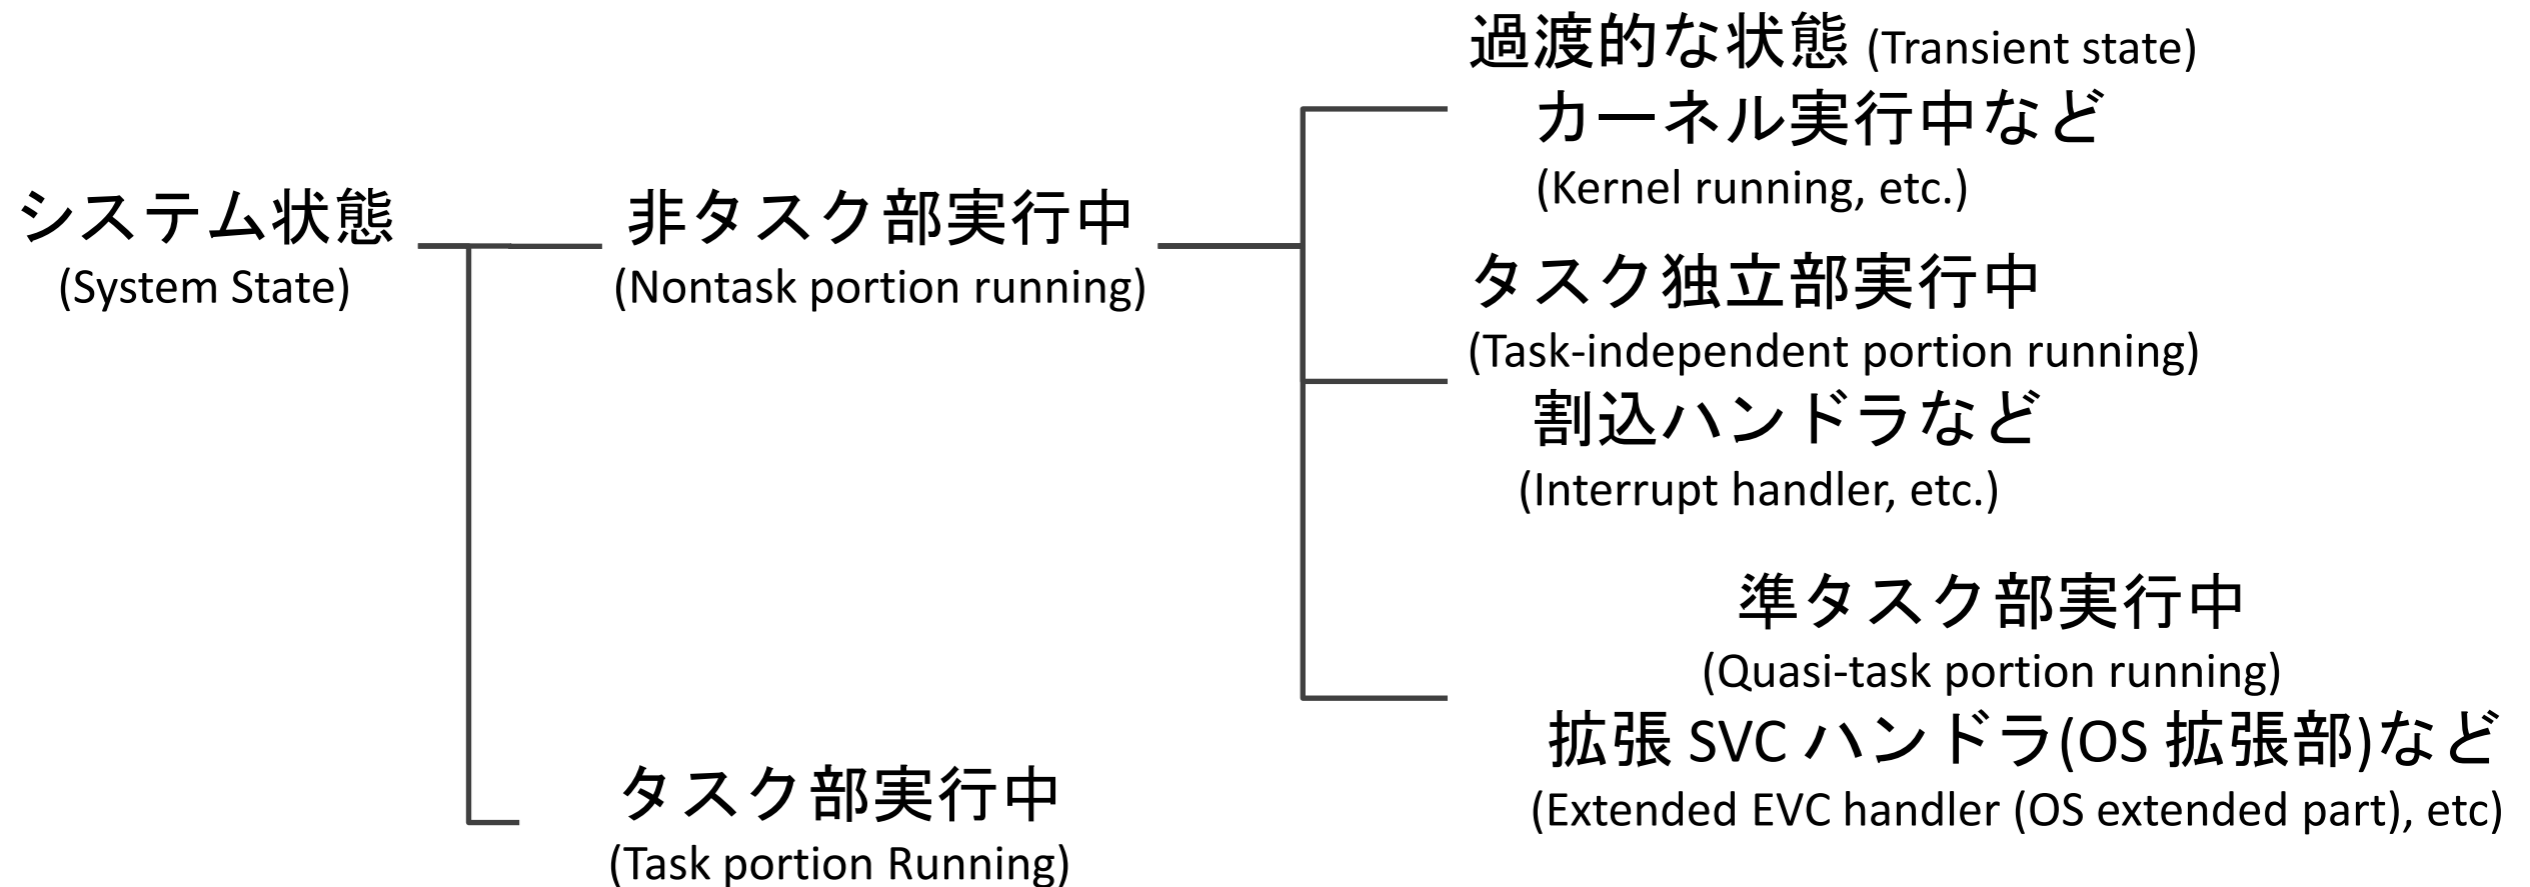 システム状態
(System State)
非タスク部実行中
(Nontask portion running)
タスク部実行中
(Task portion Running)
過渡的な状態 (Transient state)
カーネル実行中など
(Kernel running, etc.)
タスク独立部実行中
(Task-independent portion running)
割込ハンドラなど
(Interrupt handler, etc.)
準タスク部実行中
(Quasi-task portion running)
拡張 SVC ハンドラ(OS 拡張部)など
(Extended EVC handler (OS extended part), etc)